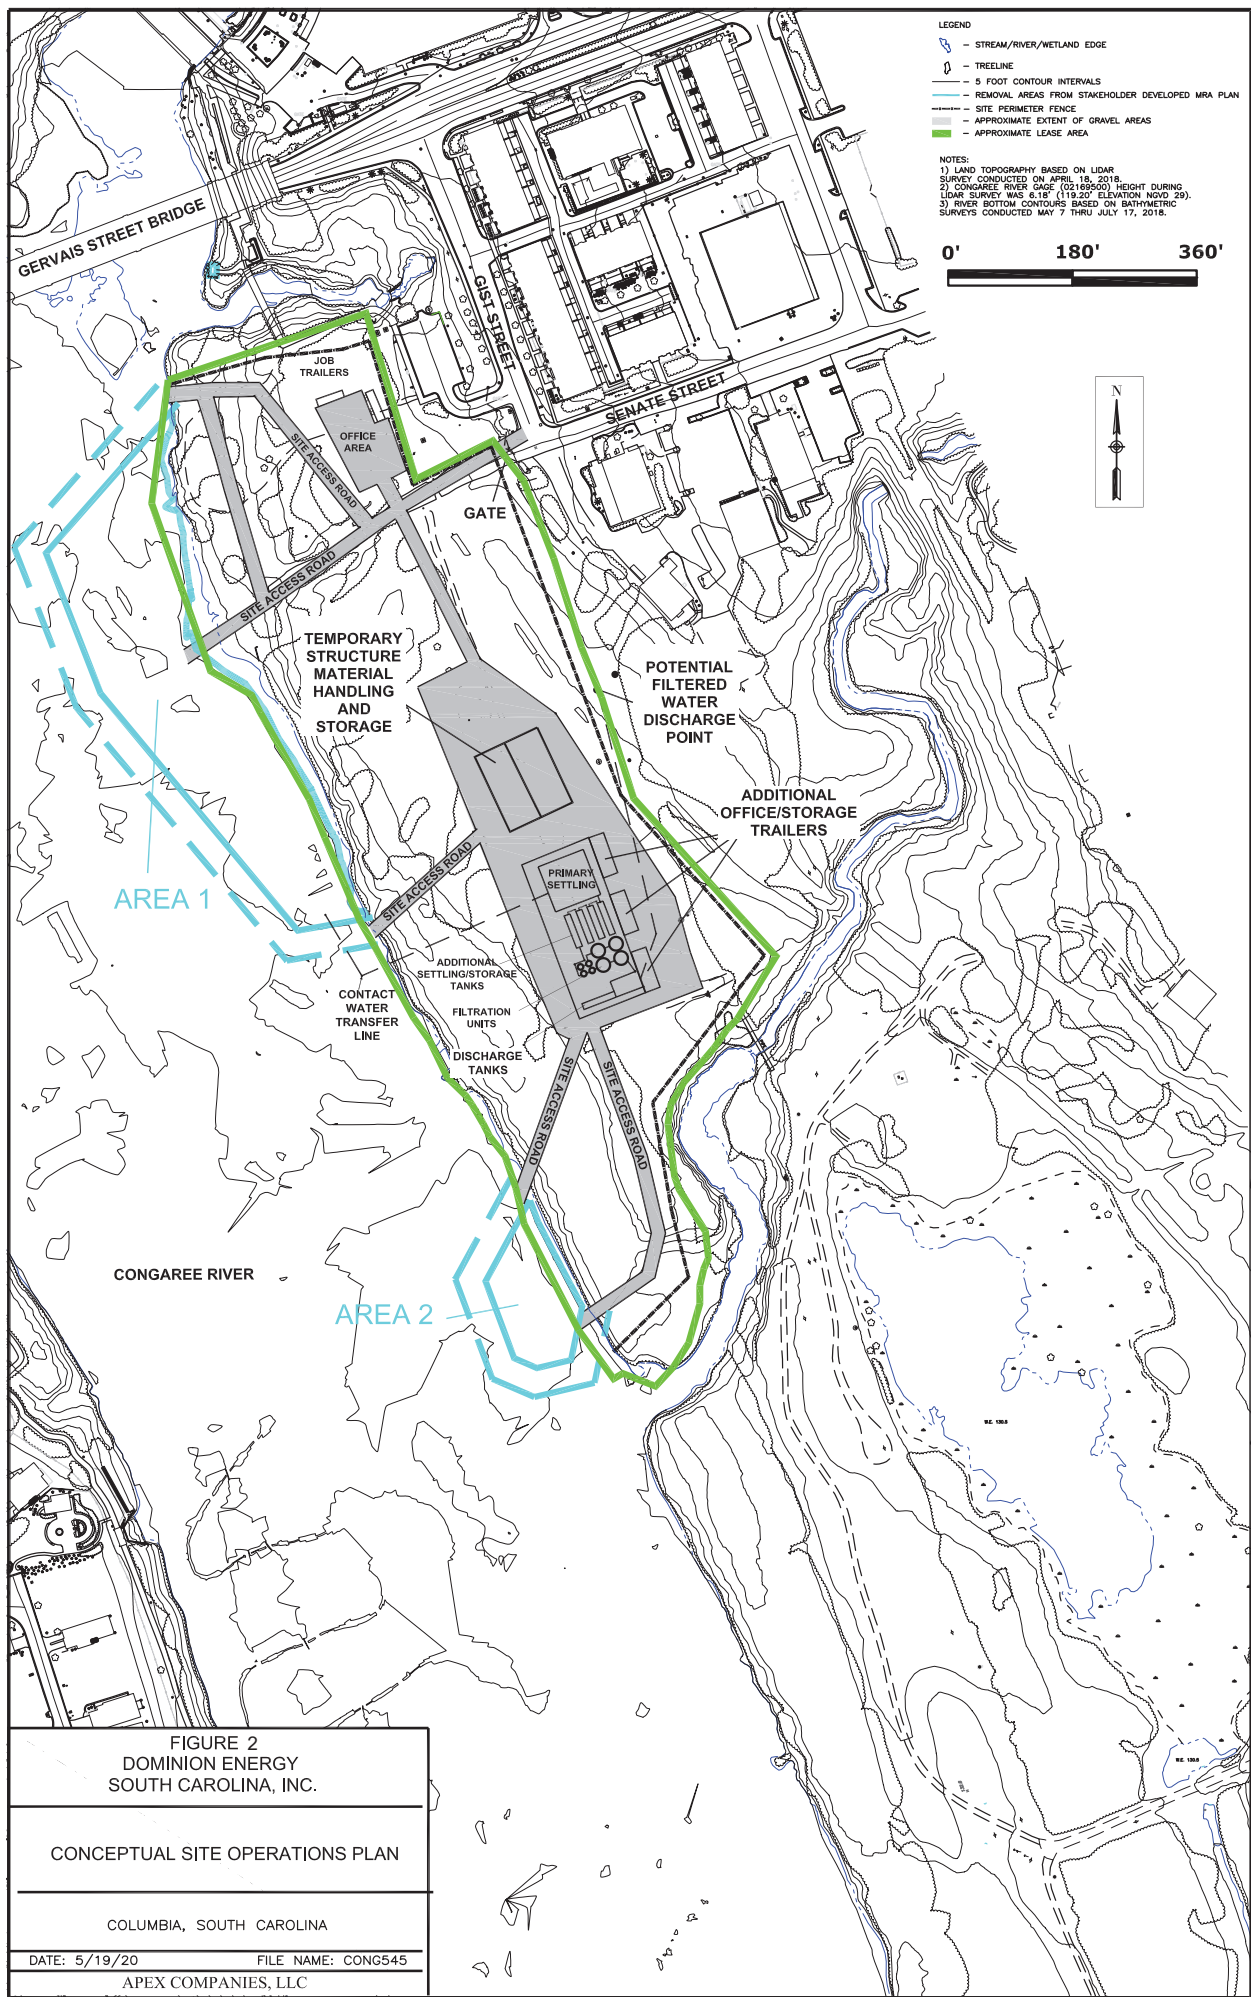 LEGEND
– STREAM/RIVER/WETLAND EDGE
– TREELINE
– 5 FOOT CONTOUR INTERVALS
– REMOVAL AREAS FROM STAKEHOLDER DEVELOPED MRA PLAN
– SITE PERIMETER FENCE
– APPROXIMATE EXTENT OF GRAVEL AREAS
– APPROXIMATE LEASE AREA
NOTES:
1) LAND TOPOGRAPHY BASED ON LIDAR
SURVEY CONDUCTED ON APRIL 18, 2018.
2) CONGAREE RIVER GAGE (02169500) HEIGHT DURING
LIDAR SURVEY WAS 6.18' (119.20' ELEVATION NGVD 29).
3) RIVER BOTTOM CONTOURS BASED ON BATHYMETRIC
SURVEYS CONDUCTED MAY 7 THRU JULY 17, 2018.
0' 180' 360'
N
GERVAIS STREET BRIDGE
GIST STREET
SENATE STREET
JOB
TRAILERS
OFFICE
AREA
SITE ACCESS ROAD
GATE
SITE ACCESS ROAD
TEMPORARY
STRUCTURE
MATERIAL
HANDLING
AND
STORAGE
POTENTIAL
FILTERED
WATER
DISCHARGE
POINT
ADDITIONAL
OFFICE/STORAGE
TRAILERS
AREA 1
SITE ACCESS ROAD
PRIMARY
SETTLING
ADDITIONAL
SETTLING/STORAGE
TANKS
CONTACT
WATER
TRANSFER
LINE
FILTRATION
UNITS
DISCHARGE
TANKS
SITE ACCESS ROAD
SITE ACCESS ROAD
CONGAREE RIVER
AREA 2
W.E. 130.5
W.E. 130.6
FIGURE 2
DOMINION ENERGY
SOUTH CAROLINA, INC.
CONCEPTUAL SITE OPERATIONS PLAN
COLUMBIA, SOUTH CAROLINA
DATE: 5/19/20 FILE NAME: CONG545
APEX COMPANIES, LLC